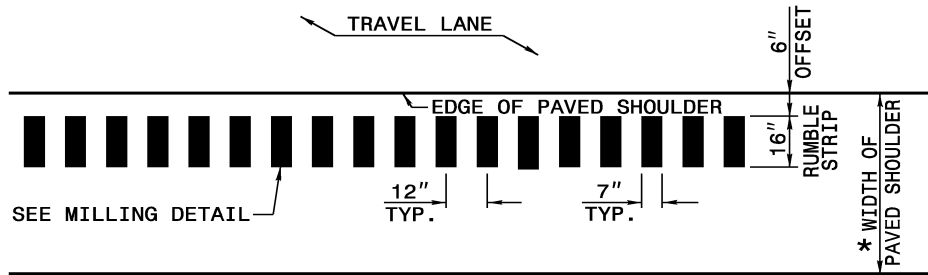 TRAVEL LANE
6" OFFSET
EDGE OF PAVED SHOULDER
16"
RUMBLE
STRIP
* WIDTH OF
PAVED SHOULDER
12"
TYP.
7"
TYP.
SEE MILLING DETAIL